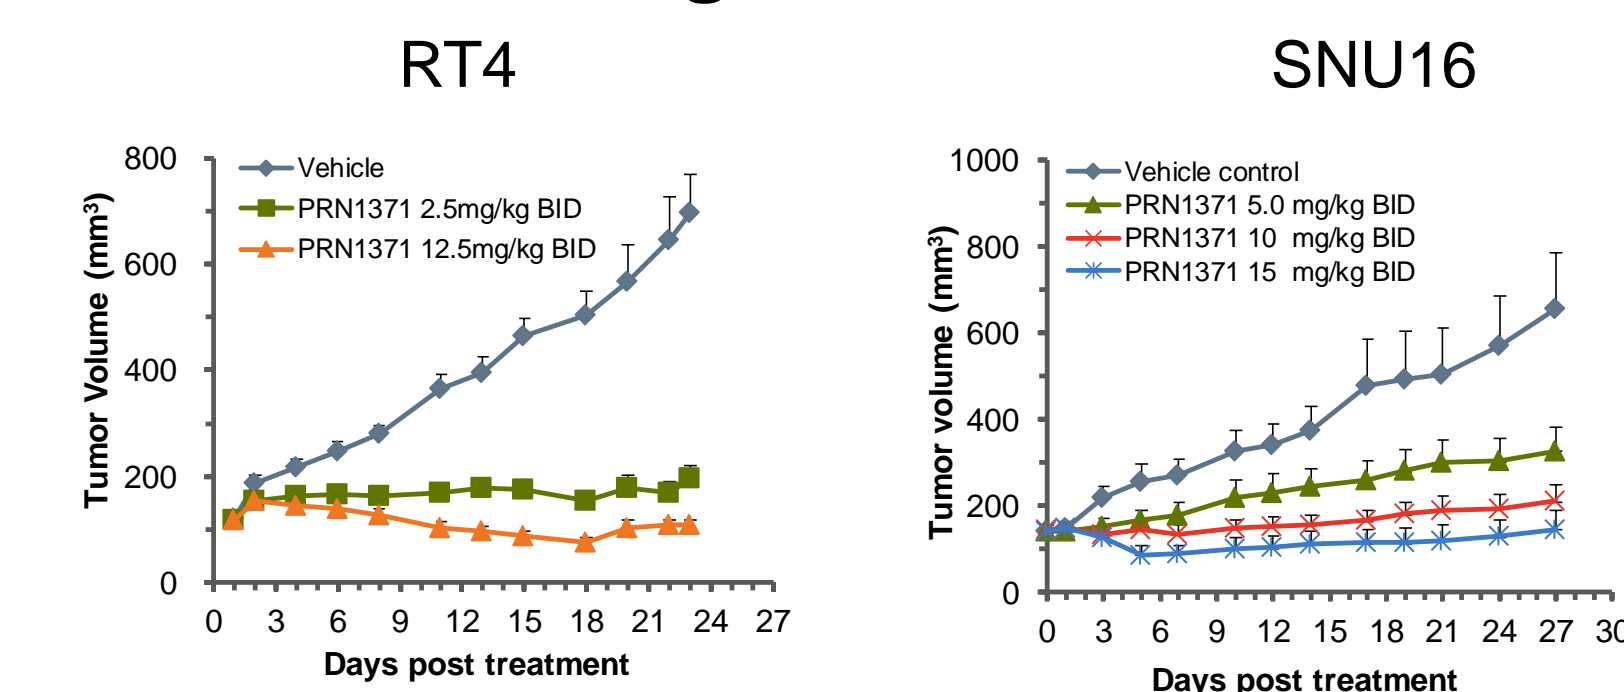 g
RT4
800
600
400
200
0
Tumor Volume (mm³)
Vehicle
PRN1371 2.5mg/kg BID
PRN1371 12.5mg/kg BID
0 3 6 9 12 15 18 21 24 27
Days post treatment
SNU16
1000
800
600
400
200
0
Tumor volume (mm³)
Vehicle control
PRN1371 5.0 mg/kg BID
PRN1371 10 mg/kg BID
PRN1371 15 mg/kg BID
0 3 6 9 12 15 18 21 24 27 30
Days post treatment